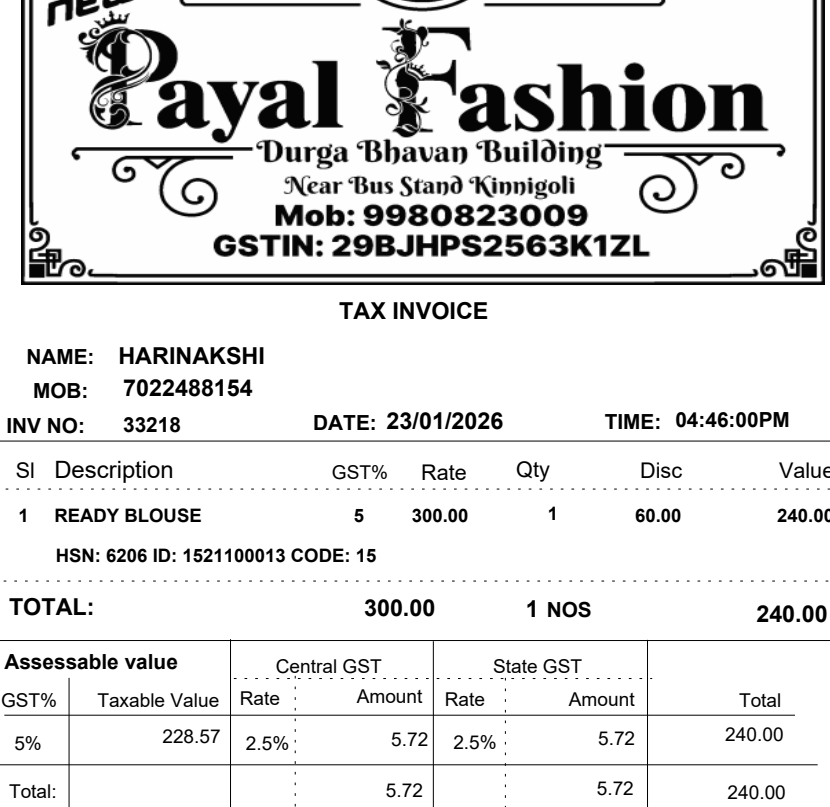 new
Payal Fashion
Durga Bhavan Building
Near Bus Stand Kinnigoli
Mob: 9980823009
GSTIN: 29BJHPS2563K1ZL
TAX INVOICE
NAME: HARINAKSHI
MOB: 7022488154
INV NO: 33218 DATE: 23/01/2026 TIME: 04:46:00PM
Sl Description GST% Rate Qty Disc Value
1 READY BLOUSE 5 300.00 1 60.00 240.00
HSN: 6206 ID: 1521100013 CODE: 15
TOTAL: 300.00 1 NOS 240.00
Assessable value Central GST State GST
GST% Taxable Value Rate Amount Rate Amount Total
5% 228.57 2.5% 5.72 2.5% 5.72 240.00
Total: 5.72 5.72 240.00